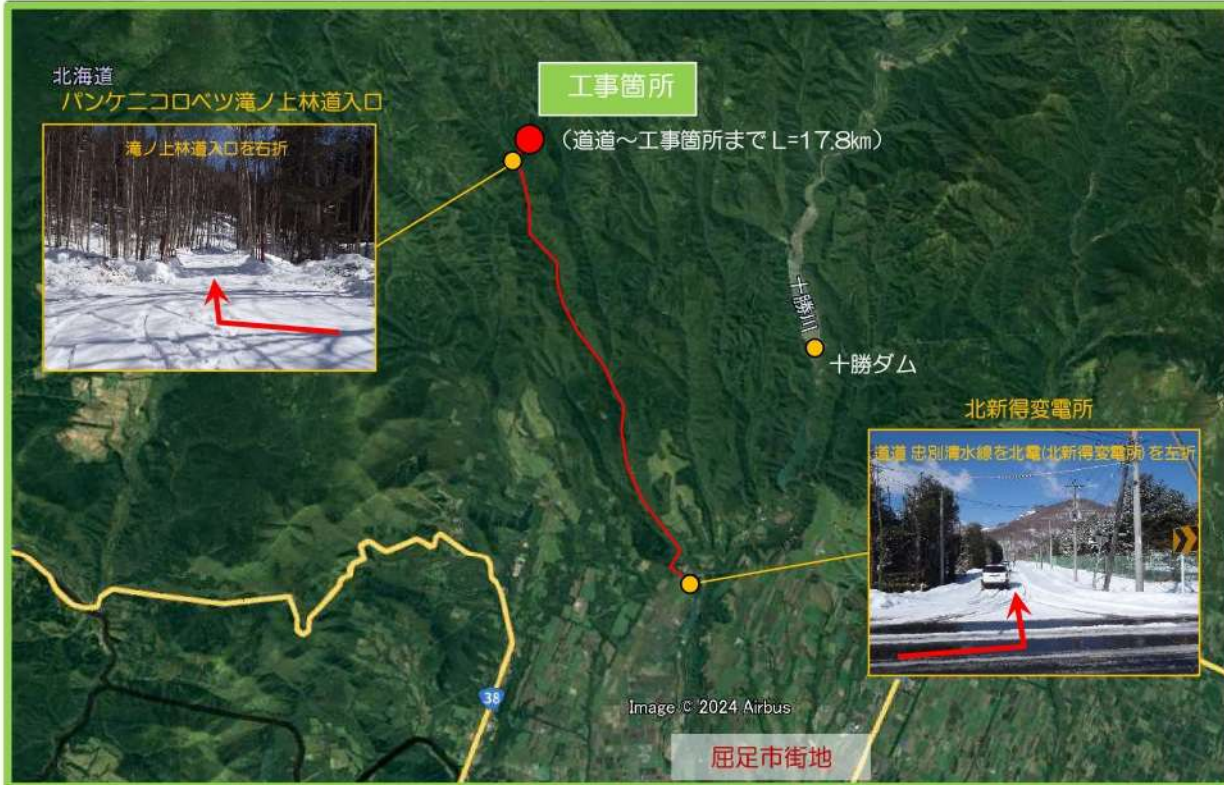 北海道
パンケニコロベツ滝ノ上林道入口
滝ノ上林道入口を右折
工事箇所
(道道～工事箇所までL=17.8km)
十勝川
十勝ダム
北新得変電所
道道 忠別清水線を北電(北新得変電所)を左折
38
Image © 2024 Airbus
屈足市街地